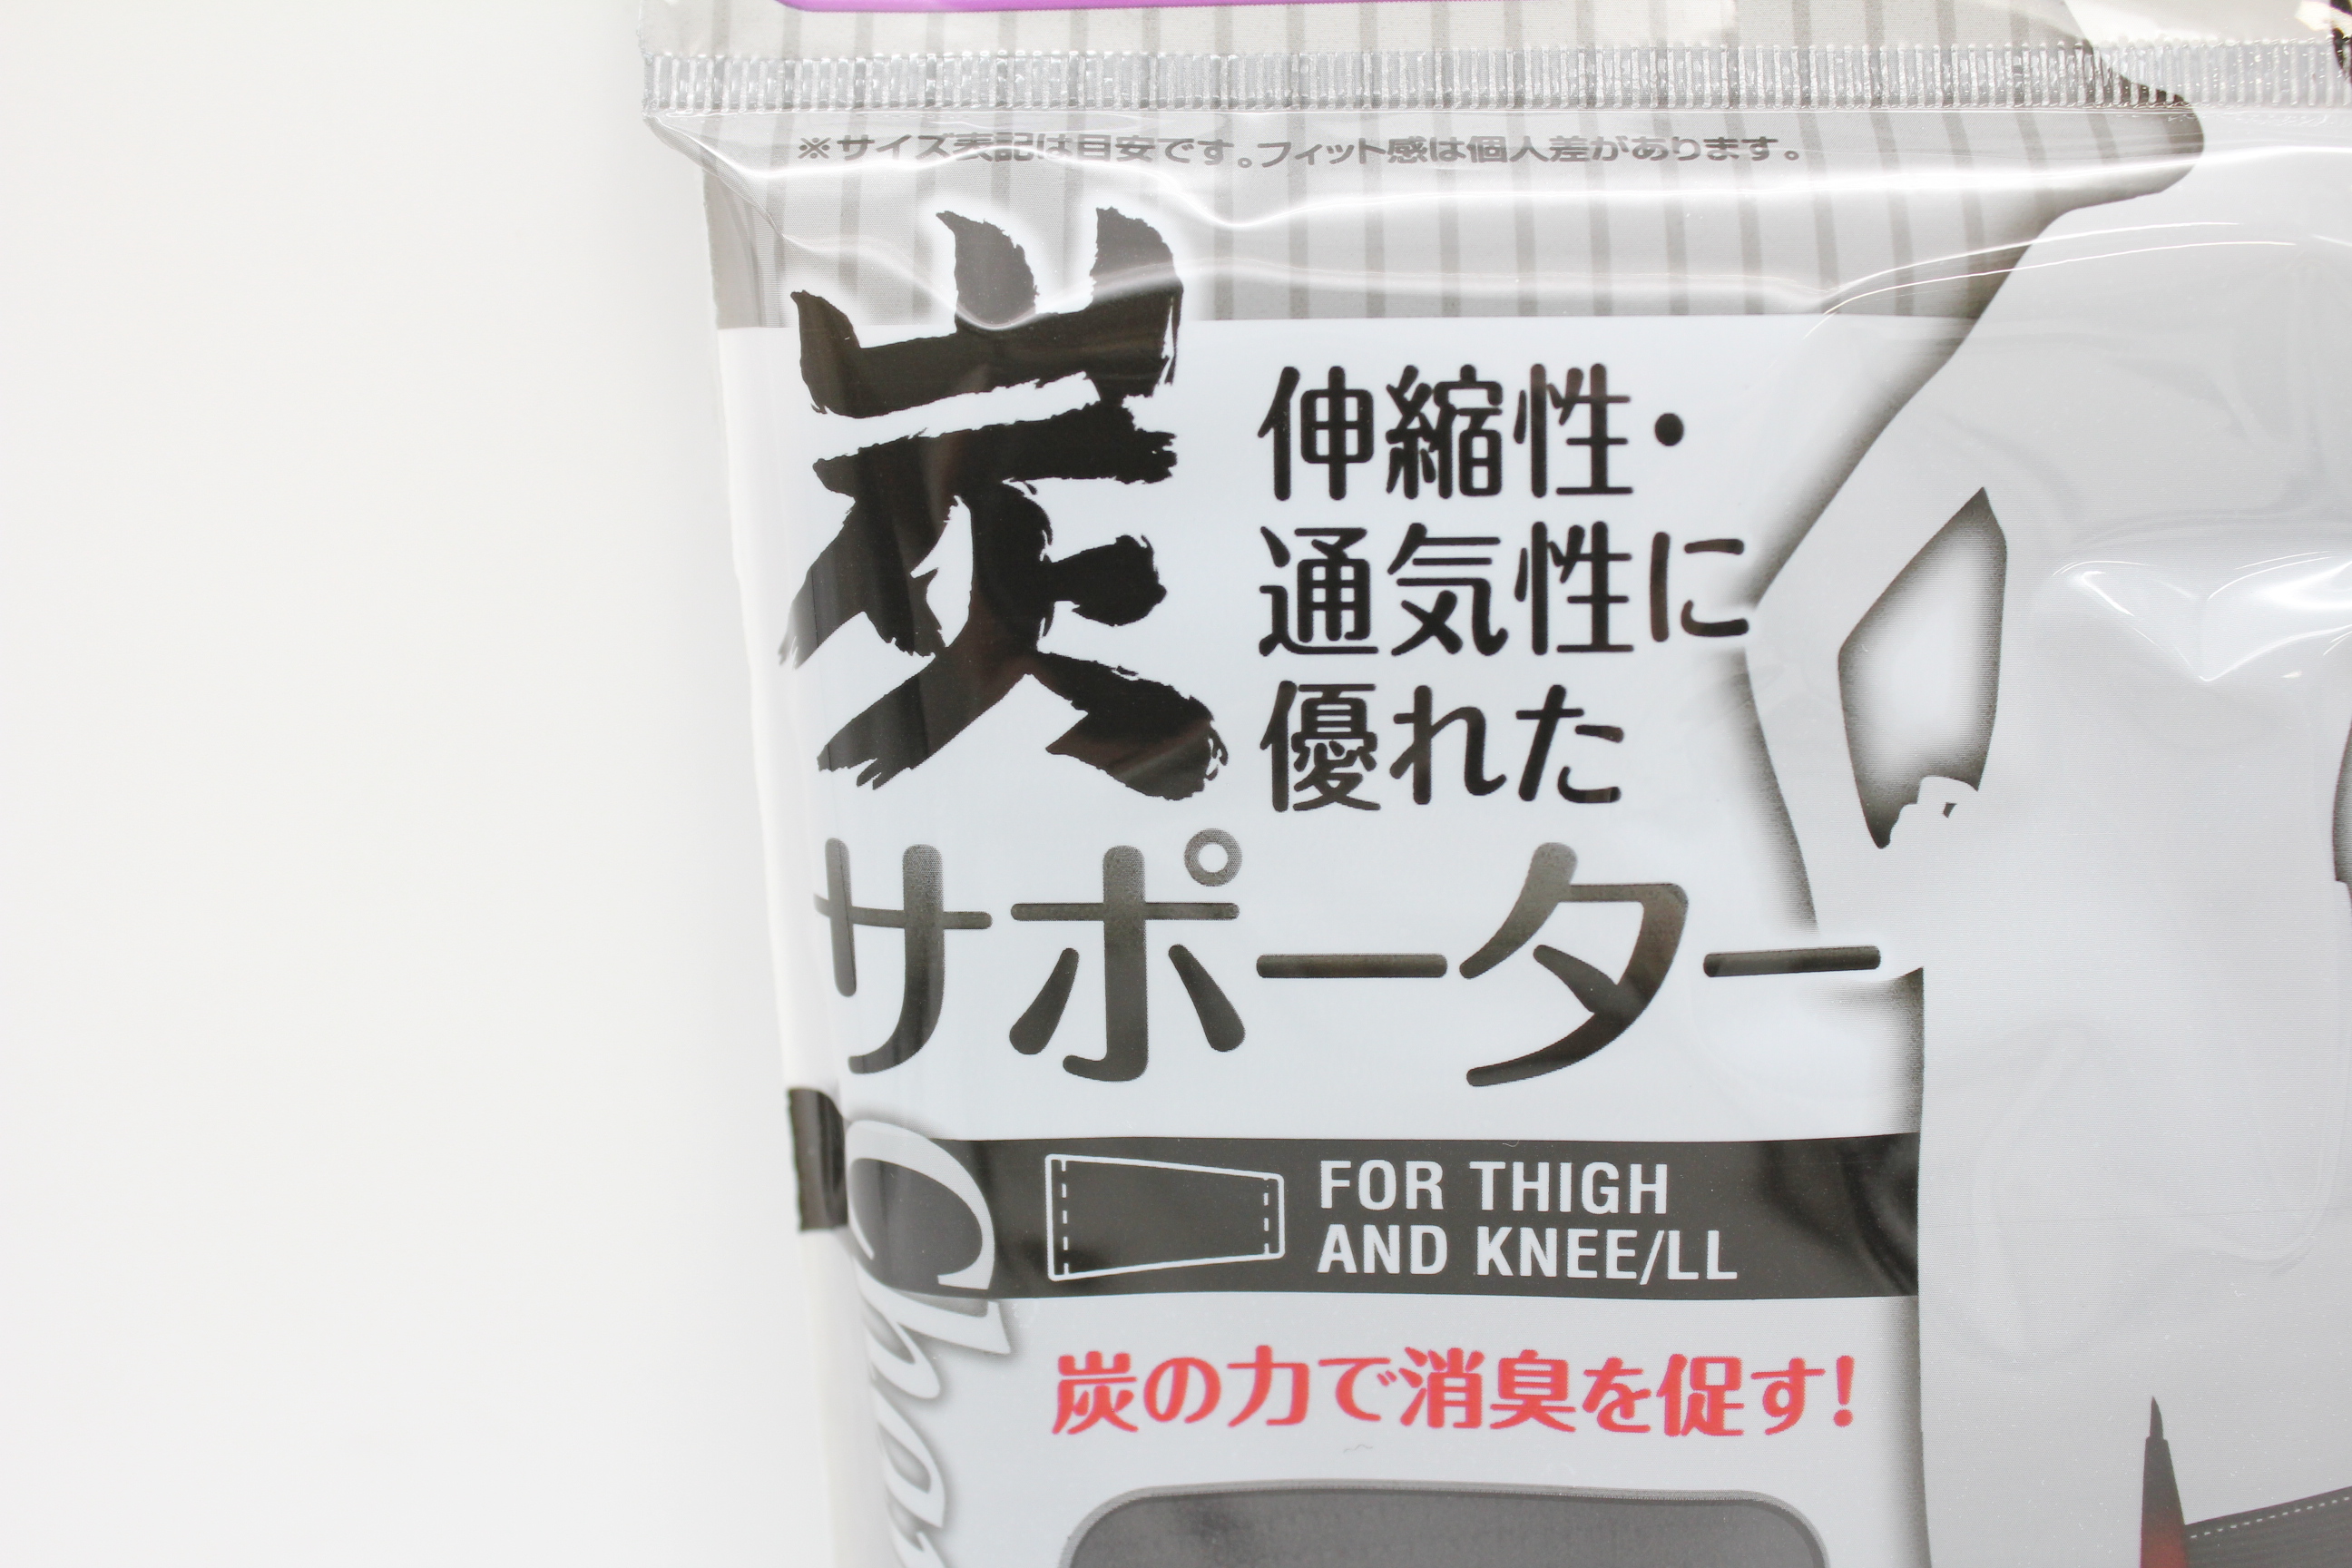 ※サイズ表記は目安です。フィット感は個人差があります。
炭
伸縮性・
通気性に
優れた
サポーター
FOR THIGH
AND KNEE/LL
炭の力で消臭を促す!